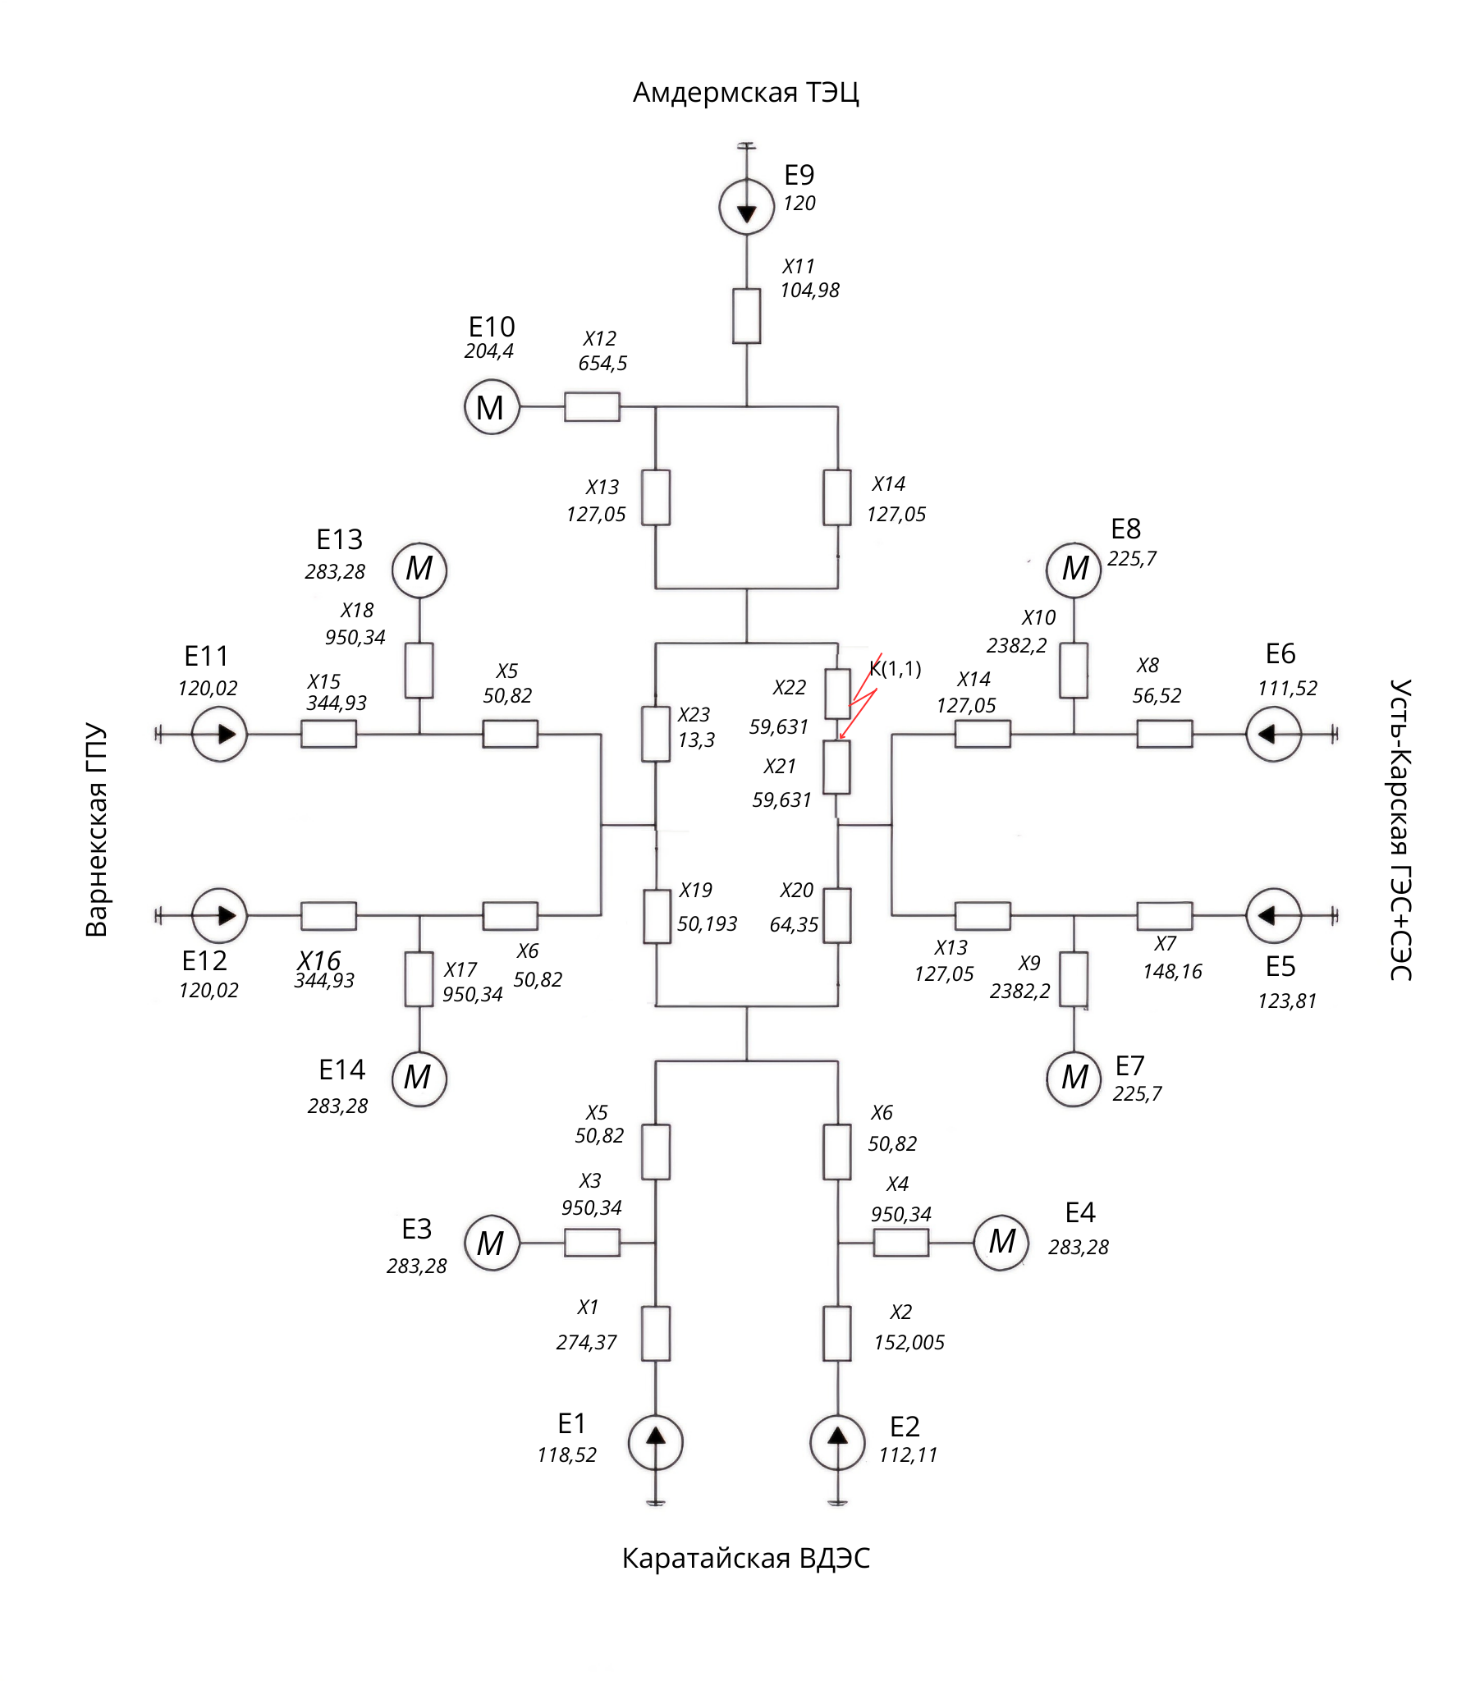 Амдермская ТЭЦ
E9
120
X11
104,98
E10
204,4
X12
654,5
M
X13
127,05
X14
127,05
E13
283,28
M
X18
950,34
E8
225,7
M
X10
2382,2
E11
120,02
X15
344,93
X5
50,82
X23
13,3
X22
59,631
K(1,1)
X21
59,631
X14
127,05
X8
56,52
E6
111,52
Варнекская ГПУ
Усть-Карская ГЭС+СЭС
E12
120,02
X16
344,93
X17
950,34
X6
50,82
X19
50,193
X20
64,35
X13
127,05
X9
2382,2
X7
148,16
E5
123,81
E14
283,28
M
E7
225,7
M
X5
50,82
X6
50,82
X3
950,34
X4
950,34
E3
283,28
M
M
E4
283,28
X1
274,37
X2
152,005
E1
118,52
E2
112,11
Каратайская ВДЭС